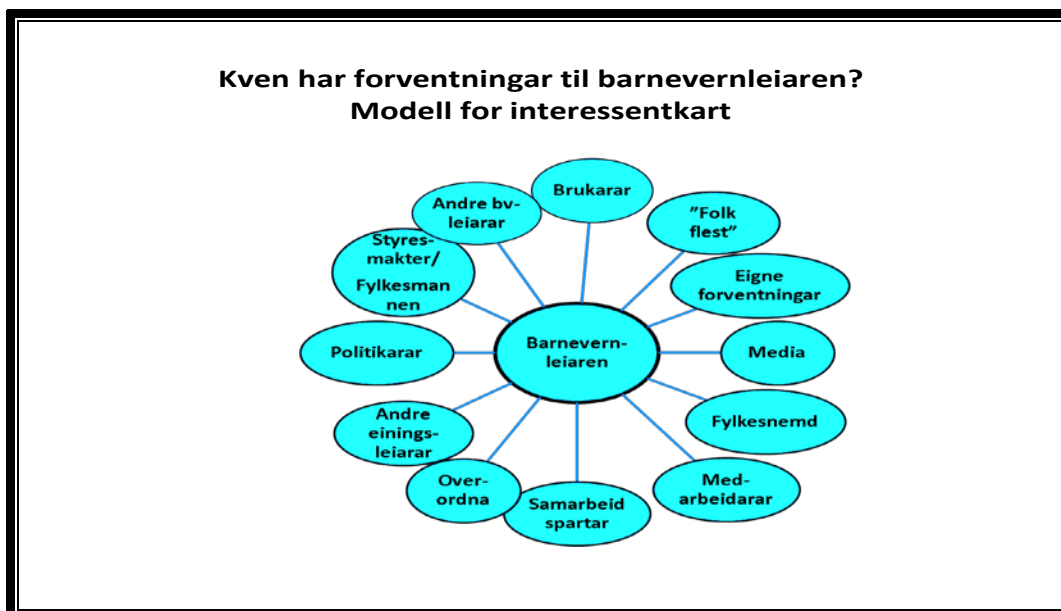 Kven har forventningar til barnevernleiaren?
Modell for interessentkart
Brukarar
"Folk
flest"
Eigne
forventningar
Media
Fylkesnemd
Med-
arbeidarar
Samarbeid
spartar
Over-
ordna
Andre
einings-
leiarar
Politikarar
Styres-
makter/
Fylkesman
nen
Andre bv-
leiarar
Barnevern-
leiaren